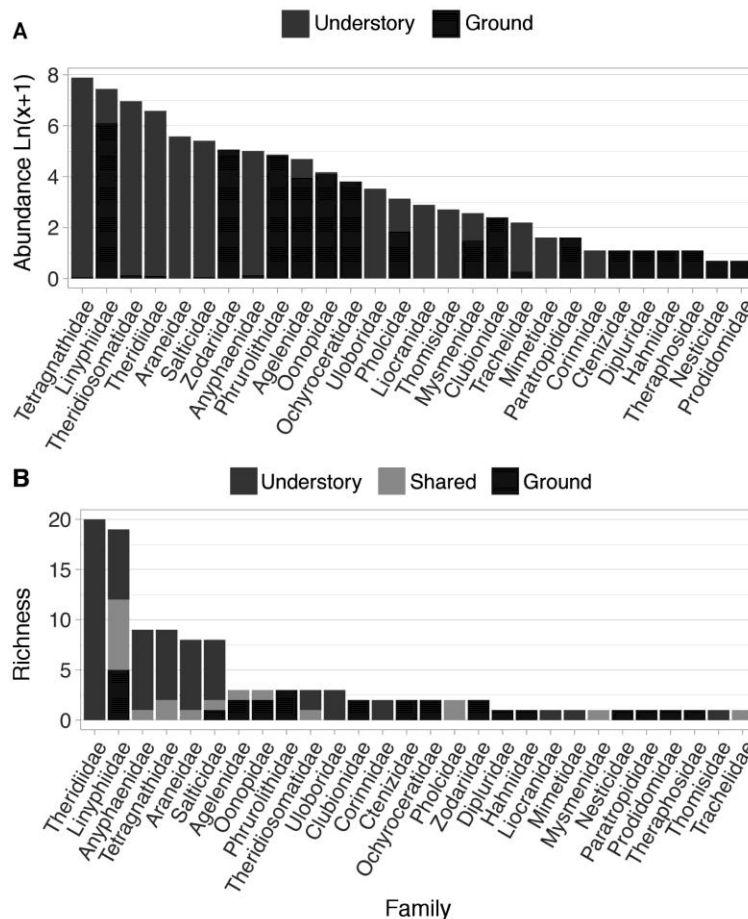 A
Understory Ground
Abundance Ln(x+1)
8
6
4
2
0
Tetragnathidae
Linyphiidae
Theridiosomatidae
Theridiidae
Araneidae
Salticidae
Zodariidae
Anyphaenidae
Phrurolithidae
Agelenidae
Oonopidae
Ochyroceratidae
Uloboridae
Pholcidae
Liocranidae
Thomisidae
Mysmenidae
Clubionidae
Trachelidae
Mimetidae
Paratropididae
Corinnidae
Ctenizidae
Dipluridae
Hahniidae
Theraphosidae
Nesticidae
Prodidomidae
B
Understory Shared Ground
Richness
20
15
10
5
0
Theridiidae
Linyphiidae
Anyphaenidae
Tetragnathidae
Araneidae
Salticidae
Agelenidae
Oonopidae
Phrurolithidae
Theridiosomatidae
Uloboridae
Clubionidae
Corinnidae
Ctenizidae
Ochyroceratidae
Pholcidae
Zodariidae
Dipluridae
Hahniidae
Liocranidae
Mimetidae
Mysmenidae
Nesticidae
Paratropididae
Prodidomidae
Theraphosidae
Thomisidae
Trachelidae
Family